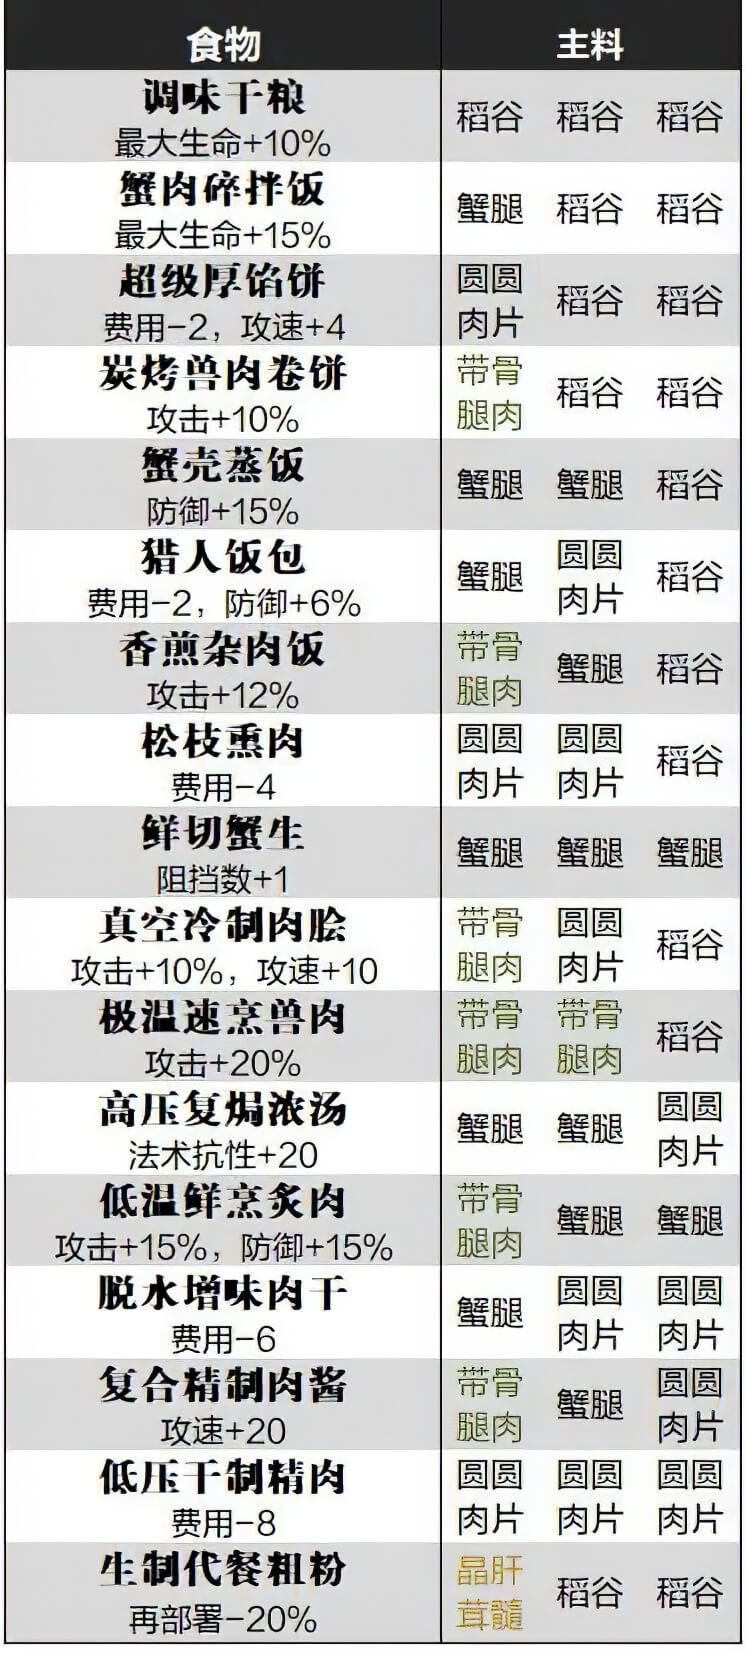 食物 主料
调味干粮
最大生命+10%
稻谷 稻谷 稻谷
蟹肉碎拌饭
最大生命+15%
蟹腿 稻谷 稻谷
超级厚馅饼
费用-2，攻速+4
圆圆肉片 稻谷 稻谷
炭烤兽肉卷饼
攻击+10%
带骨腿肉 稻谷 稻谷
蟹壳蒸饭
防御+15%
蟹腿 蟹腿 稻谷
猎人饭包
费用-2，防御+6%
蟹腿 圆圆肉片 稻谷
香煎杂肉饭
攻击+12%
带骨腿肉 蟹腿 稻谷
松枝熏肉
费用-4
圆圆肉片 圆圆肉片 稻谷
鲜切蟹生
阻挡数+1
蟹腿 蟹腿 蟹腿
真空冷制肉脍
攻击+10%，攻速+10
带骨腿肉 圆圆肉片 稻谷
极温速烹兽肉
攻击+20%
带骨腿肉 带骨腿肉 稻谷
高压复焗浓汤
法术抗性+20
蟹腿 蟹腿 圆圆肉片
低温鲜烹炙肉
攻击+15%，防御+15%
带骨腿肉 蟹腿 蟹腿
脱水增味肉干
费用-6
蟹腿 圆圆肉片 圆圆肉片
复合精制肉酱
攻速+20
带骨腿肉 蟹腿 圆圆肉片
低压干制精肉
费用-8
圆圆肉片 圆圆肉片 圆圆肉片
生制代餐粗粉
再部署-20%
晶肝茸髓 稻谷 稻谷